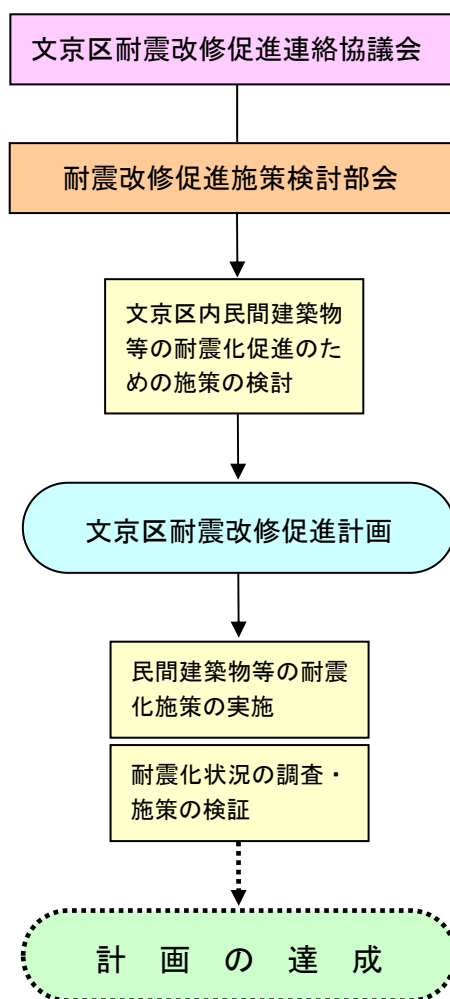 文京区耐震改修促進連絡協議会
耐震改修促進施策検討部会
文京区内民間建築物
等の耐震化促進のた
めの施策の検討
文京区耐震改修促進計画
民間建築物等の耐震
化施策の実施
耐震化状況の調査・
施策の検証
計　画　の　達　成